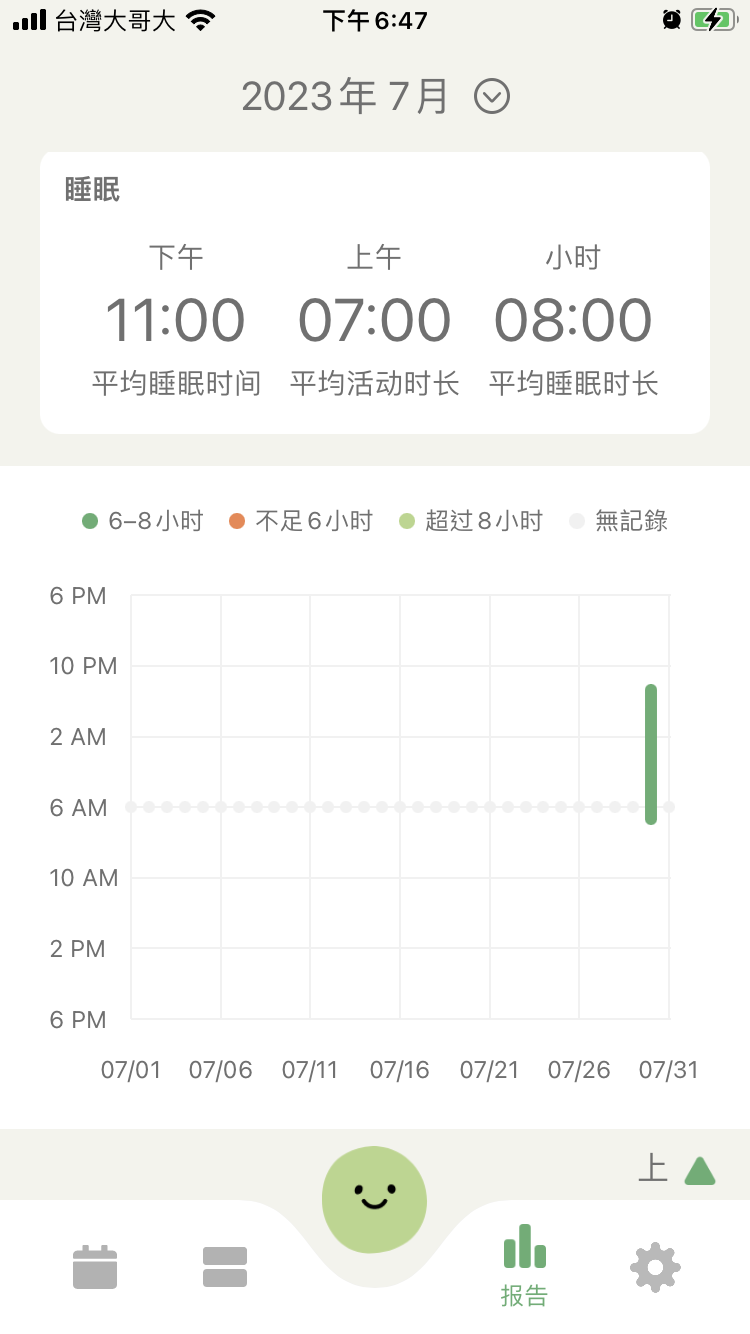 台灣大哥大 下午6:47
2023年 7月
睡眠
下午 上午 小时
11:00 07:00 08:00
平均睡眠时间 平均活动时长 平均睡眠时长
6–8小时 不足6小时 超过8小时 無記錄
6 PM
10 PM
2 AM
6 AM
10 AM
2 PM
6 PM
07/01 07/06 07/11 07/16 07/21 07/26 07/31
上
报告